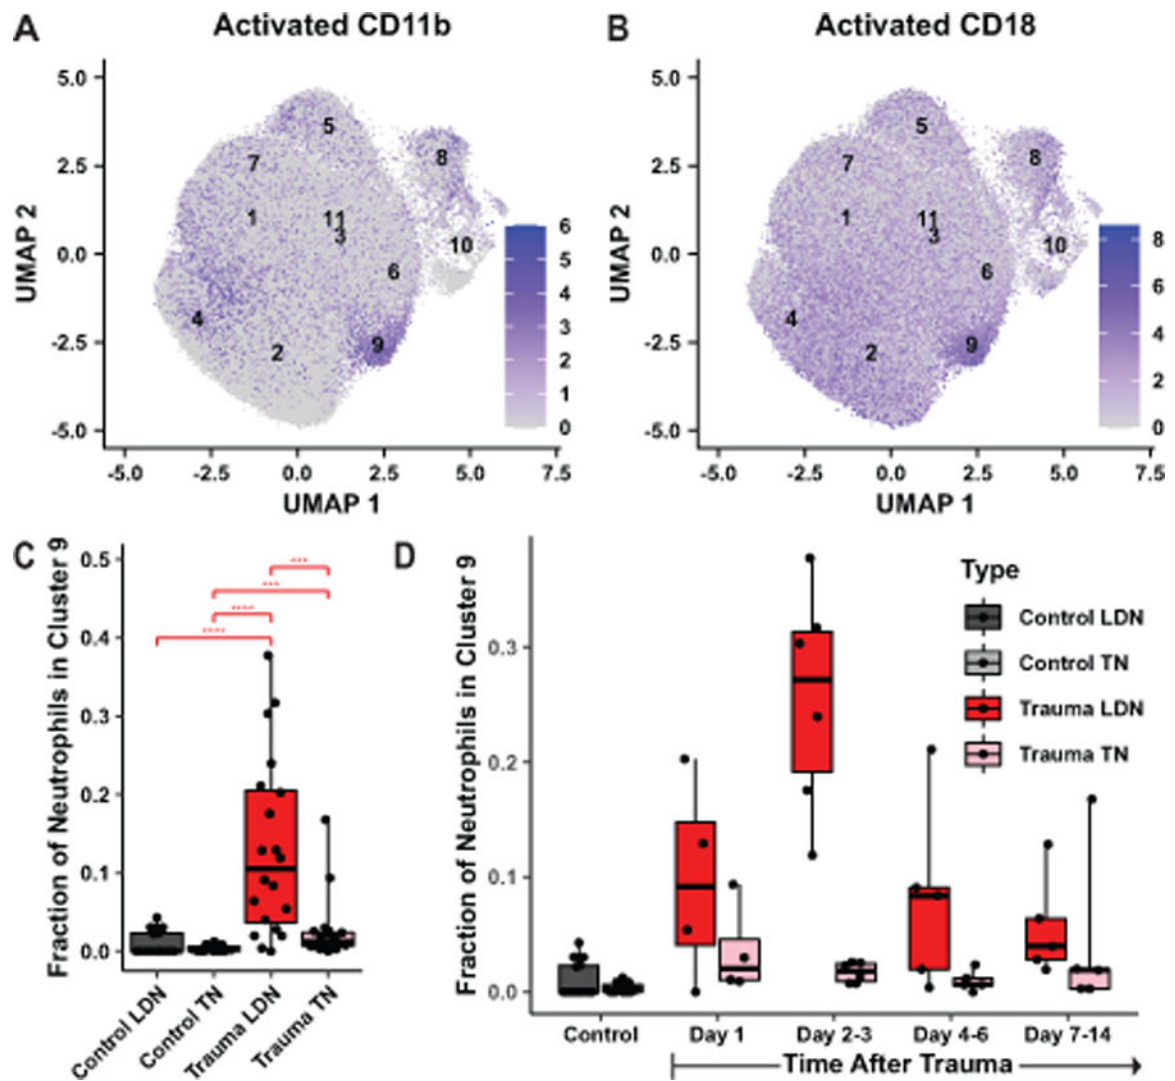 A Activated CD11b
B Activated CD18
UMAP 2
5.0
2.5
0.0
-2.5
-5.0
5
7
8
1
11
3
10
6
4
9
2
6
5
4
3
2
1
0
-5.0 -2.5 0.0 2.5 5.0 7.5
UMAP 1
UMAP 2
5.0
2.5
0.0
-2.5
-5.0
5
7
8
1
11
3
10
6
4
9
2
8
6
4
2
0
-5.0 -2.5 0.0 2.5 5.0 7.5
UMAP 1
C
Fraction of Neutrophils in Cluster 9
0.5
0.4
0.3
0.2
0.1
0.0
Control LDN
Control TN
Trauma LDN
Trauma TN
D
Fraction of Neutrophils in Cluster 9
0.3
0.2
0.1
0.0
Type
Control LDN
Control TN
Trauma LDN
Trauma TN
Control Day 1 Day 2-3 Day 4-6 Day 7-14
Time After Trauma